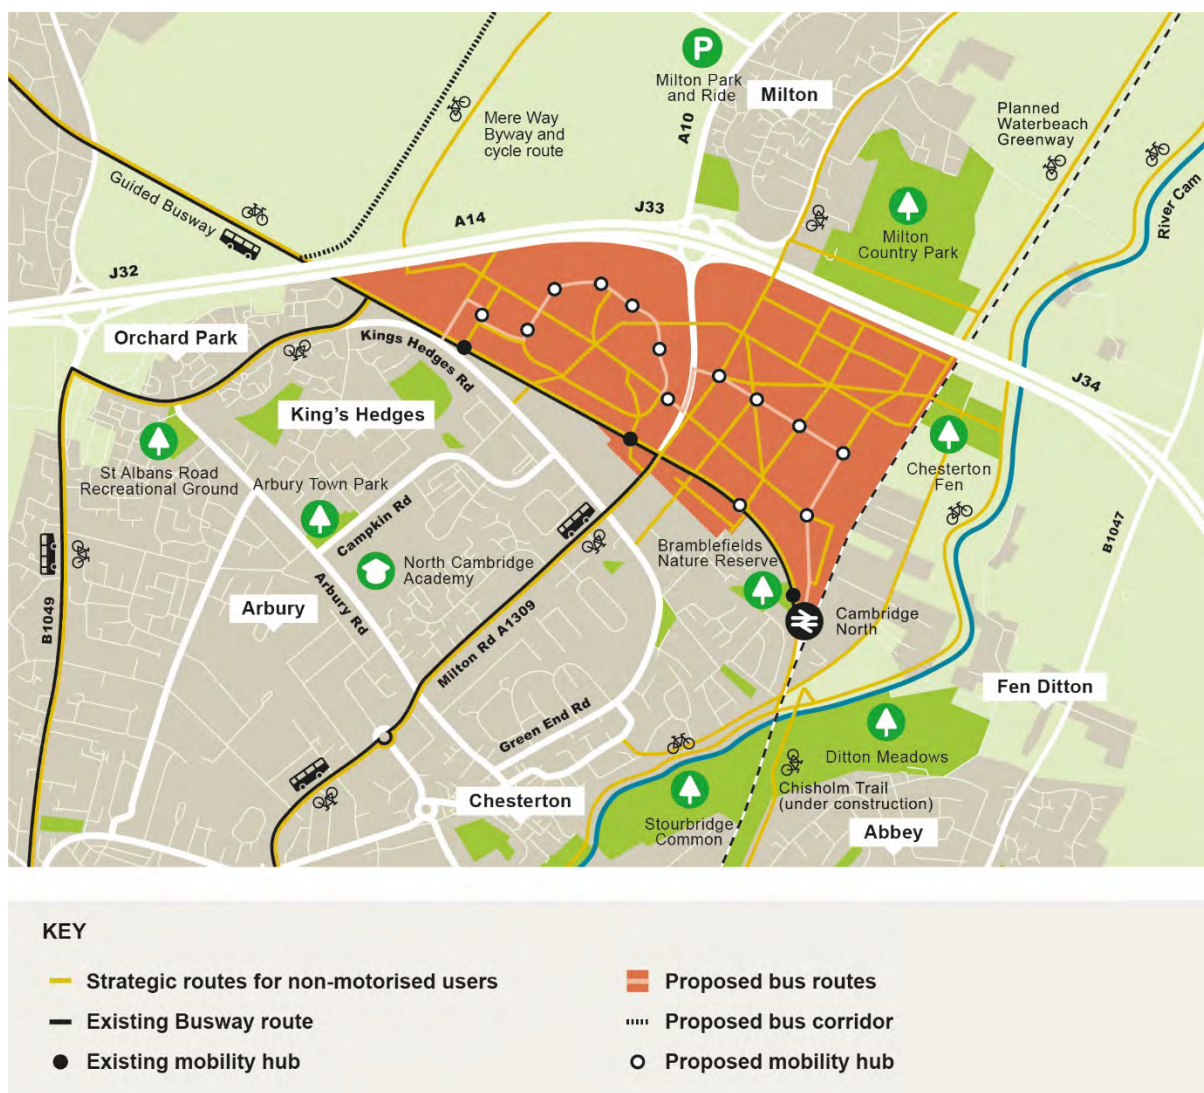 P
Milton Park
and Ride
Milton
A10
Mere Way
Byway and
cycle route
Planned
Waterbeach
Greenway
River Cam
Guided Busway
A14
J33
Milton
Country Park
J32
Orchard Park
Kings Hedges Rd
J34
King's Hedges
St Albans Road
Recreational Ground
Arbury Town Park
Campkin Rd
Chesterton
Fen
B1047
North Cambridge
Academy
Bramblefields
Nature Reserve
B1049
Arbury
Arbury Rd
Milton Rd A1309
Cambridge
North
Green End Rd
Fen Ditton
Ditton Meadows
Chesterton
Stourbridge
Common
Chisholm Trail
(under construction)
Abbey
KEY
Strategic routes for non-motorised users
Existing Busway route
Existing mobility hub
Proposed bus routes
Proposed bus corridor
Proposed mobility hub